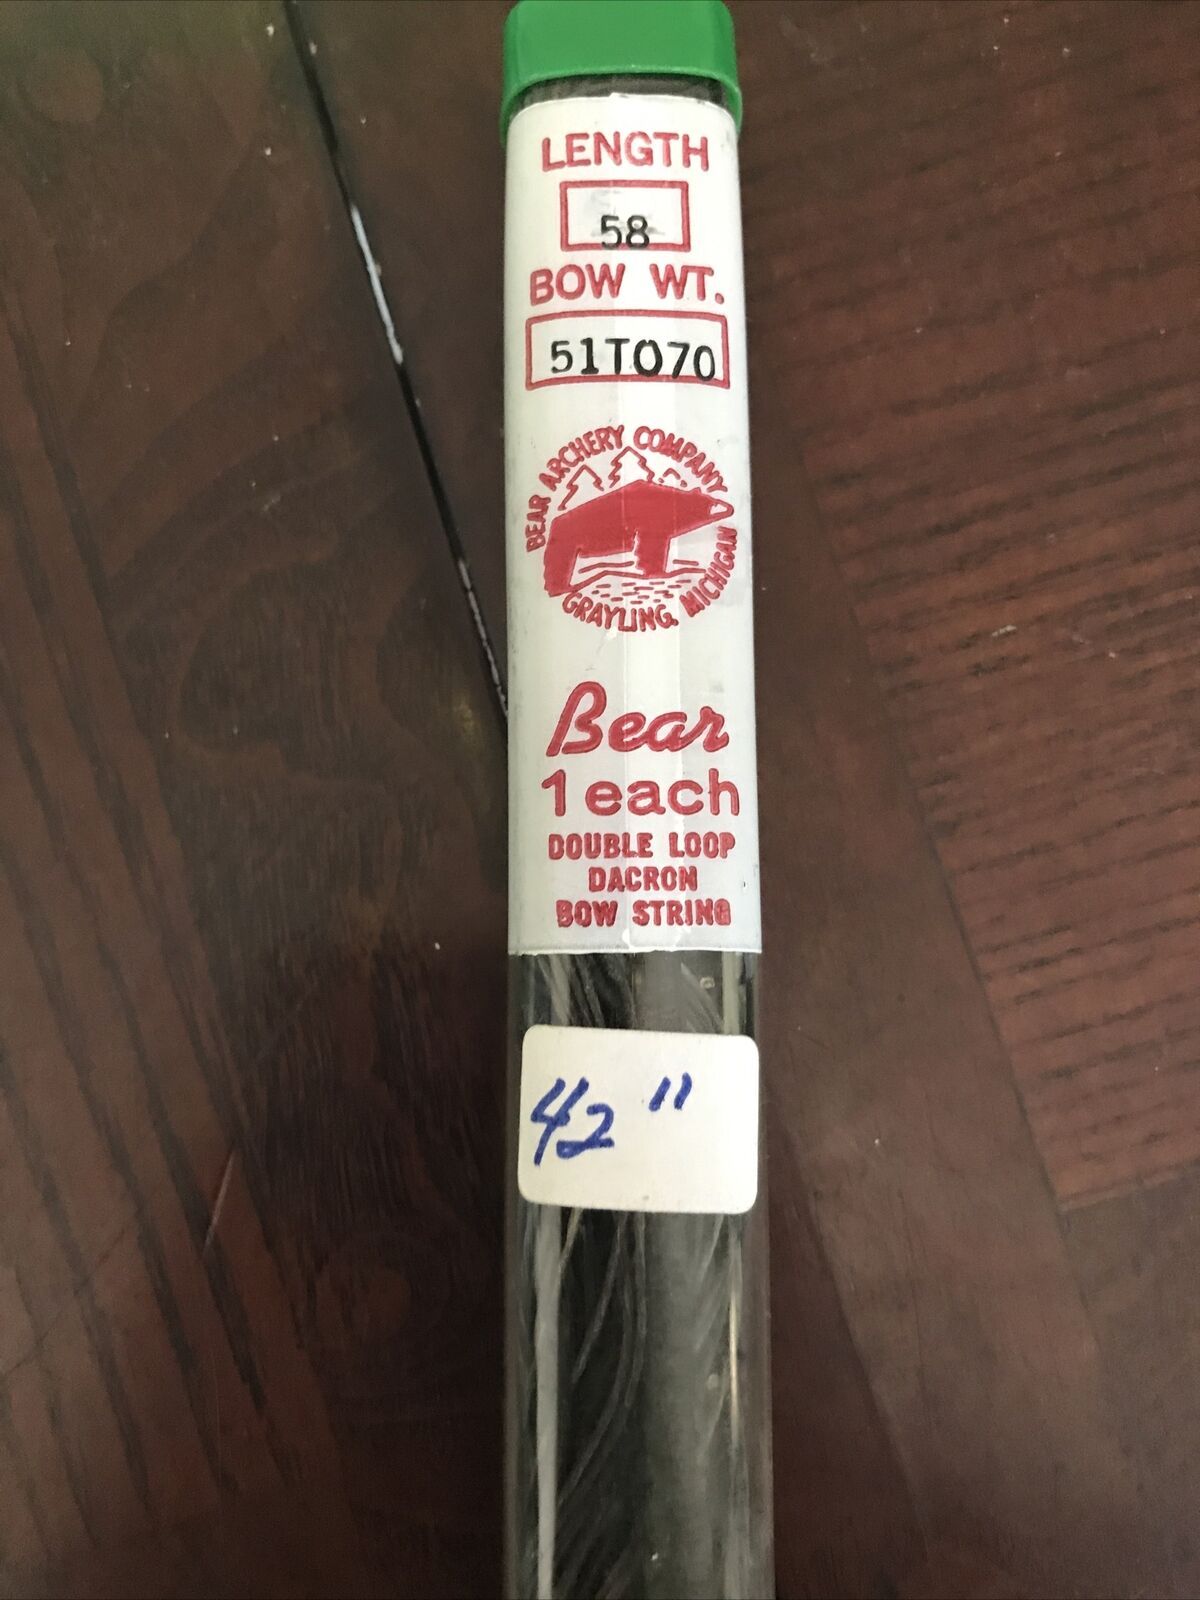 LENGTH
58
BOW WT.
51TO70
BEAR ARCHERY COMPANY
GRAYLING, MICHIGAN
Bear
1 each
DOUBLE LOOP
DACRON
BOW STRING
42"